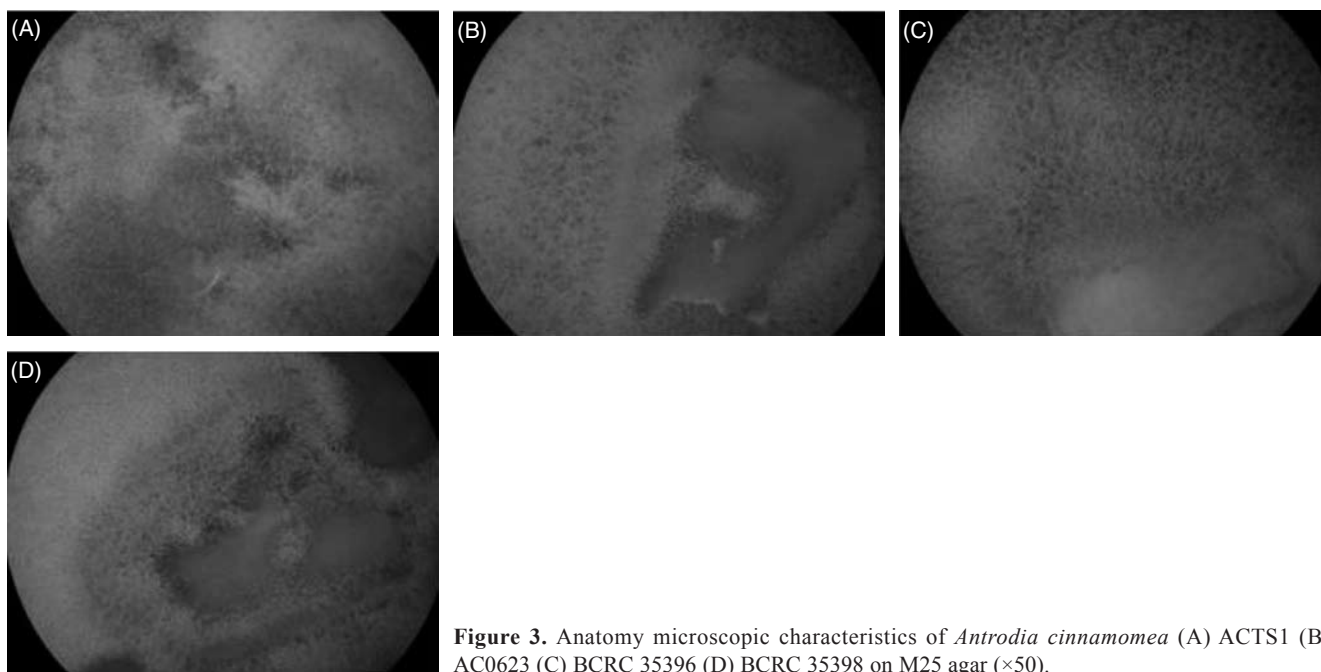 (A)
(B)
(C)
(D)
Figure 3. Anatomy microscopic characteristics of Antrodia cinnamomea (A) ACTS1 (B
AC0623 (C) BCRC 35396 (D) BCRC 35398 on M25 agar (×50).